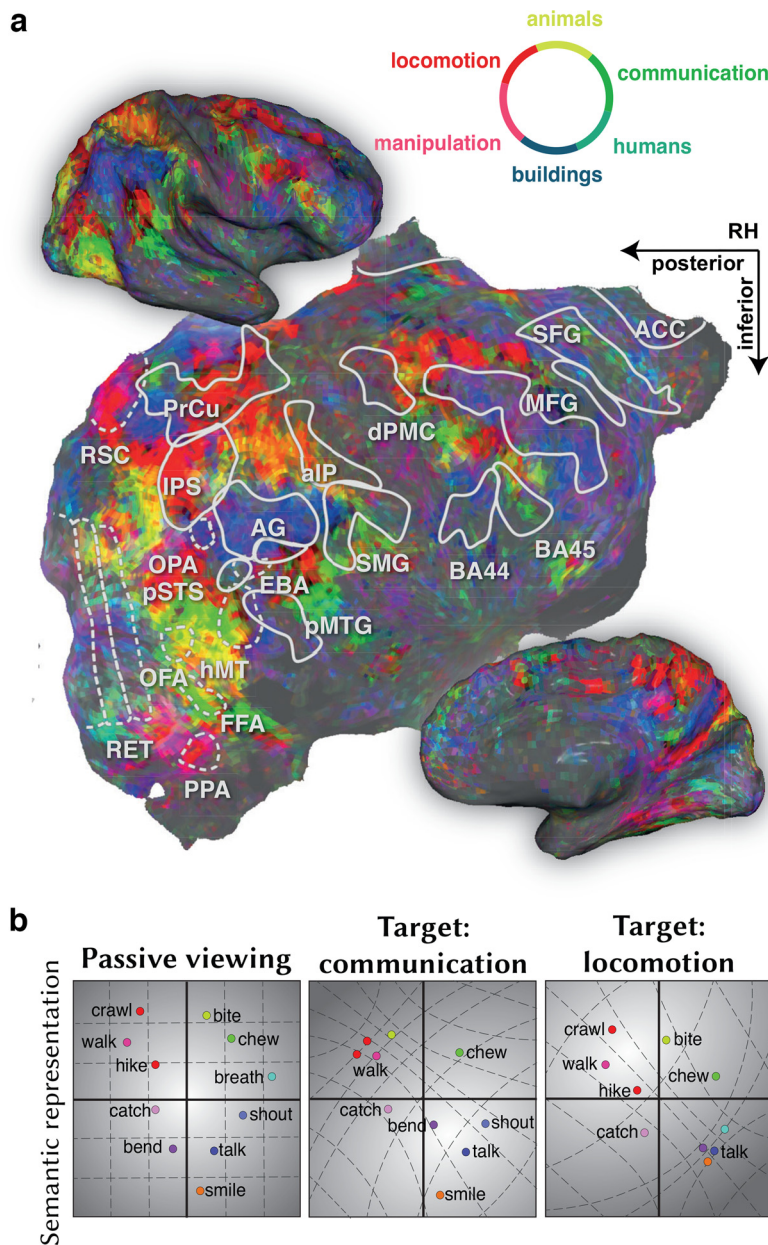 a
animals
locomotion
communication
manipulation
humans
buildings
RH
posterior
inferior
SFG
ACC
PrCu
MFG
dPMC
RSC
IPS
aIP
AG
OPA
SMG
BA44
BA45
pSTS
EBA
pMTG
OFA
hMT
FFA
RET
PPA
b
Passive viewing
Target:
communication
Target:
locomotion
Semantic representation
crawl
bite
walk
chew
hike
breath
catch
shout
bend
talk
smile
walk
chew
catch
bend
shout
talk
smile
crawl
bite
walk
chew
hike
catch
talk